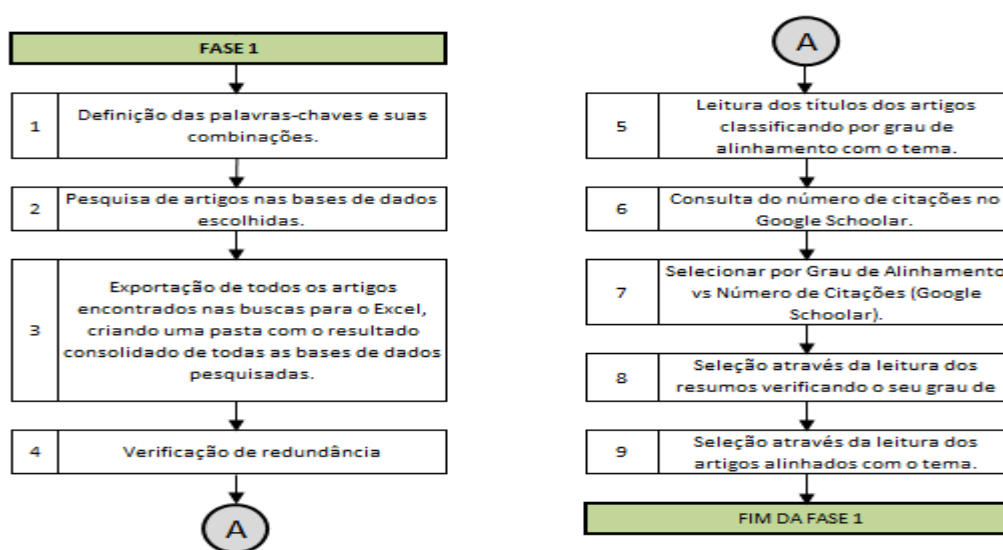 FASE 1
1
Definição das palavras-chaves e suas
combinações.
2
Pesquisa de artigos nas bases de dados
escolhidas.
3
Exportação de todos os artigos
encontrados nas buscas para o Excel,
criando uma pasta com o resultado
consolidado de todas as bases de dados
pesquisadas.
4
Verificação de redundância
A
A
5
Leitura dos títulos dos artigos
classificando por grau de
alinhamento com o tema.
6
Consulta do número de citações no
Google Schoolar.
7
Selecionar por Grau de Alinhamento
vs Número de Citações (Google
Schoolar).
8
Seleção através da leitura dos
resumos verificando o seu grau de
9
Seleção através da leitura dos
artigos alinhados com o tema.
FIM DA FASE 1